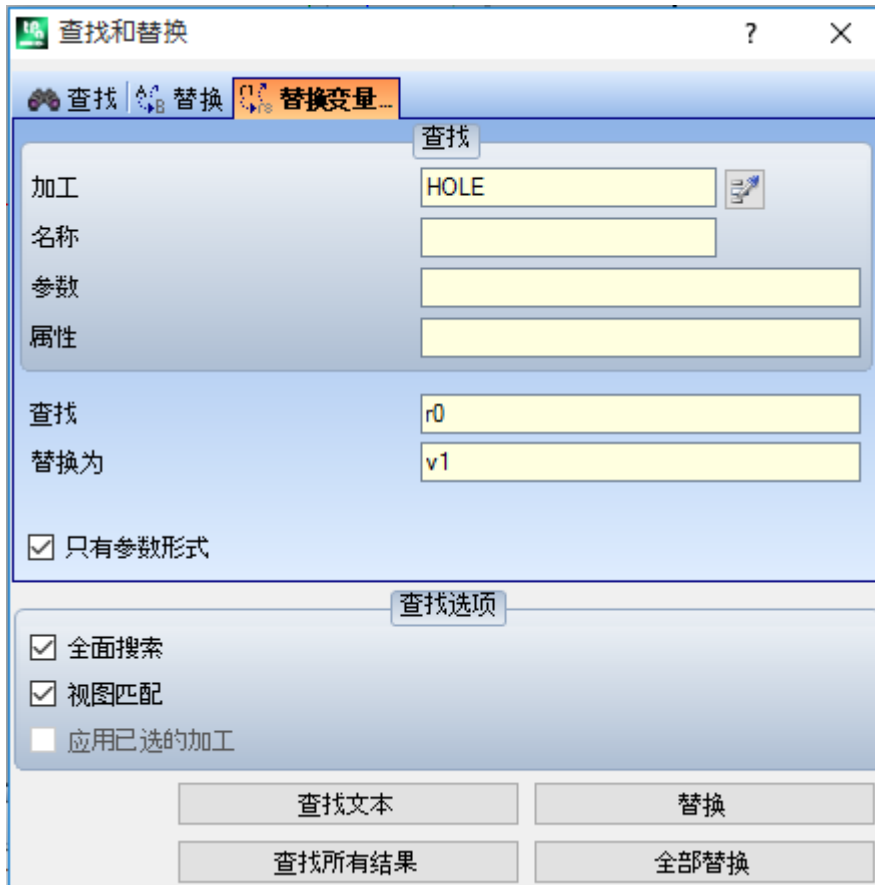 查找和替换 ?
查找 替换 替换变量...
查找
加工 HOLE
名称
参数
属性
查找 r0
替换为 v1
只有参数形式
查找选项
全面搜索
视图匹配
应用已选的加工
查找文本 替换
查找所有结果 全部替换